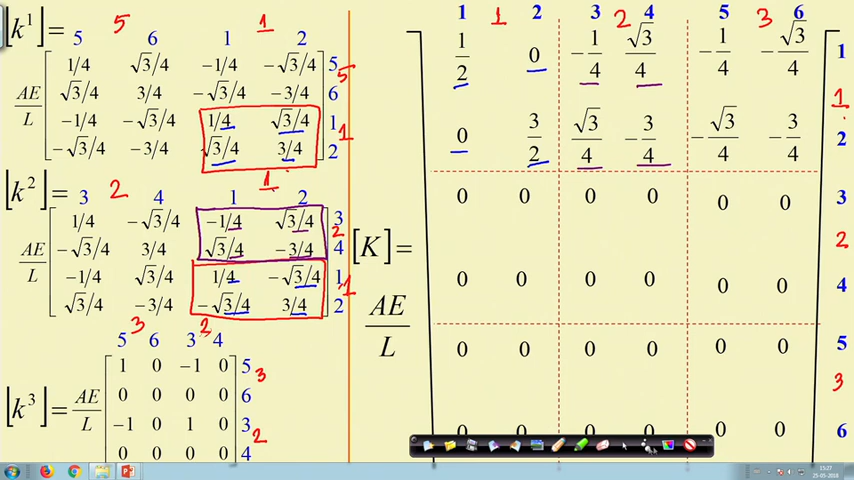 [k¹] = 5 1
5 6 1 2
AE/L
1/4 √3/4 −1/4 −√3/4 5 5
√3/4 3/4 −√3/4 −3/4 6
−1/4 −√3/4 1/4 √3/4 1 1
−√3/4 −3/4 √3/4 3/4 2
[k²] = 2 1
3 4 1 2
AE/L
1/4 −√3/4 −1/4 √3/4 3 2
−√3/4 3/4 √3/4 −3/4 4
−1/4 √3/4 1/4 −√3/4 1 1
√3/4 −3/4 −√3/4 3/4 2
3 2
5 6 3 4
[k³] = AE/L
1 0 −1 0 5 3
0 0 0 0 6
−1 0 1 0 3 2
0 0 0 0 4
1 1 2 3 2 4 5 3 6
[K] = AE/L
1/2 0 −1/4 √3/4 −1/4 −√3/4 1
1
0 3/2 √3/4 −3/4 −√3/4 −3/4 2
0 0 0 0 0 0 3
2
0 0 0 0 0 0 4
0 0 0 0 0 0 5
3
0 0 0 0 0 0 6
15:37
25-05-2018